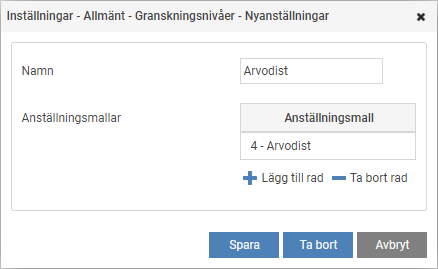 Inställningar - Allmänt - Granskningsnivåer - Nyanställningar
Namn
Arvodist
Anställningsmallar
Anställningsmall
4 - Arvodist
Lägg till rad
Ta bort rad
Spara
Ta bort
Avbryt